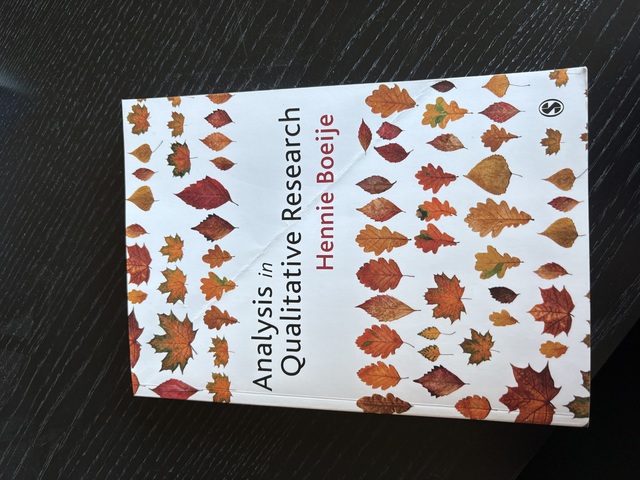 Analysis in
Qualitative Research
Hennie Boeije
S